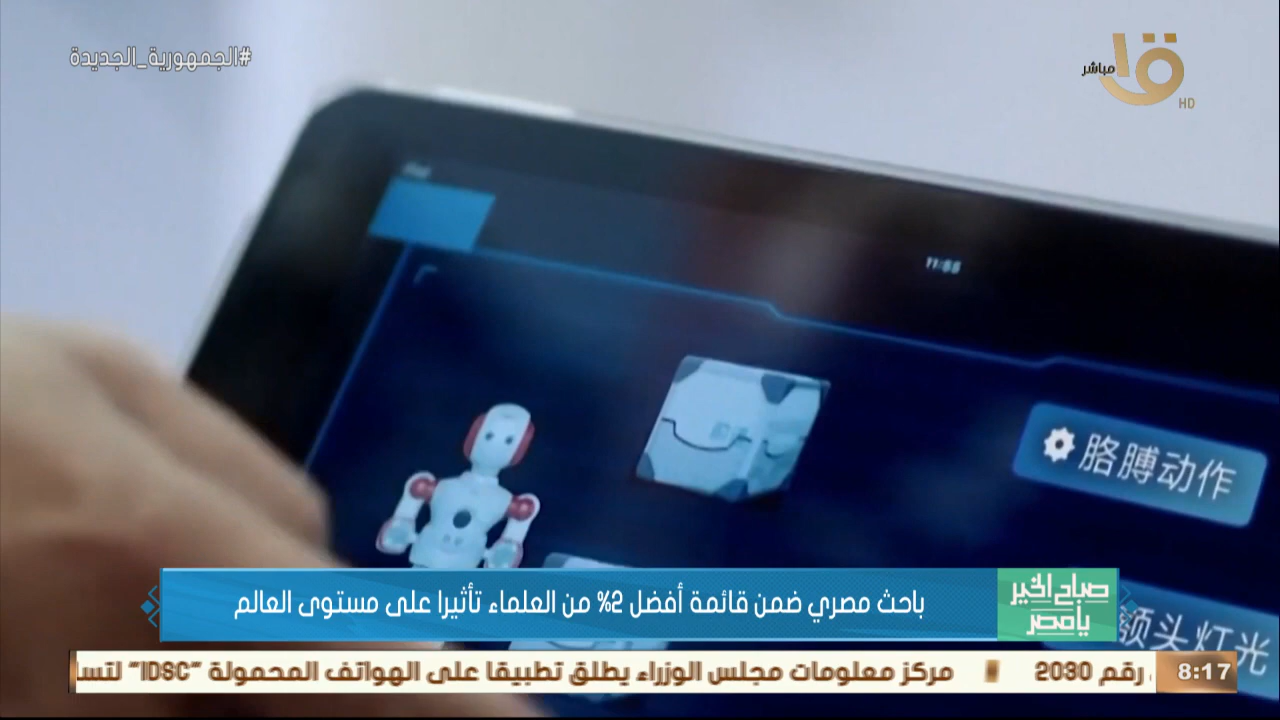 #الجمهورية_الجديدة
مباشر
HD
11:55
胳膊动作
باحث مصري ضمن قائمة أفضل 2% من العلماء تأثيرا على مستوى العالم
صباح الخير
يا مصر
颈头灯光
رقم 2030 مركز معلومات مجلس الوزراء يطلق تطبيقا على الهواتف المحمولة "IDSC" لتسا
8:17